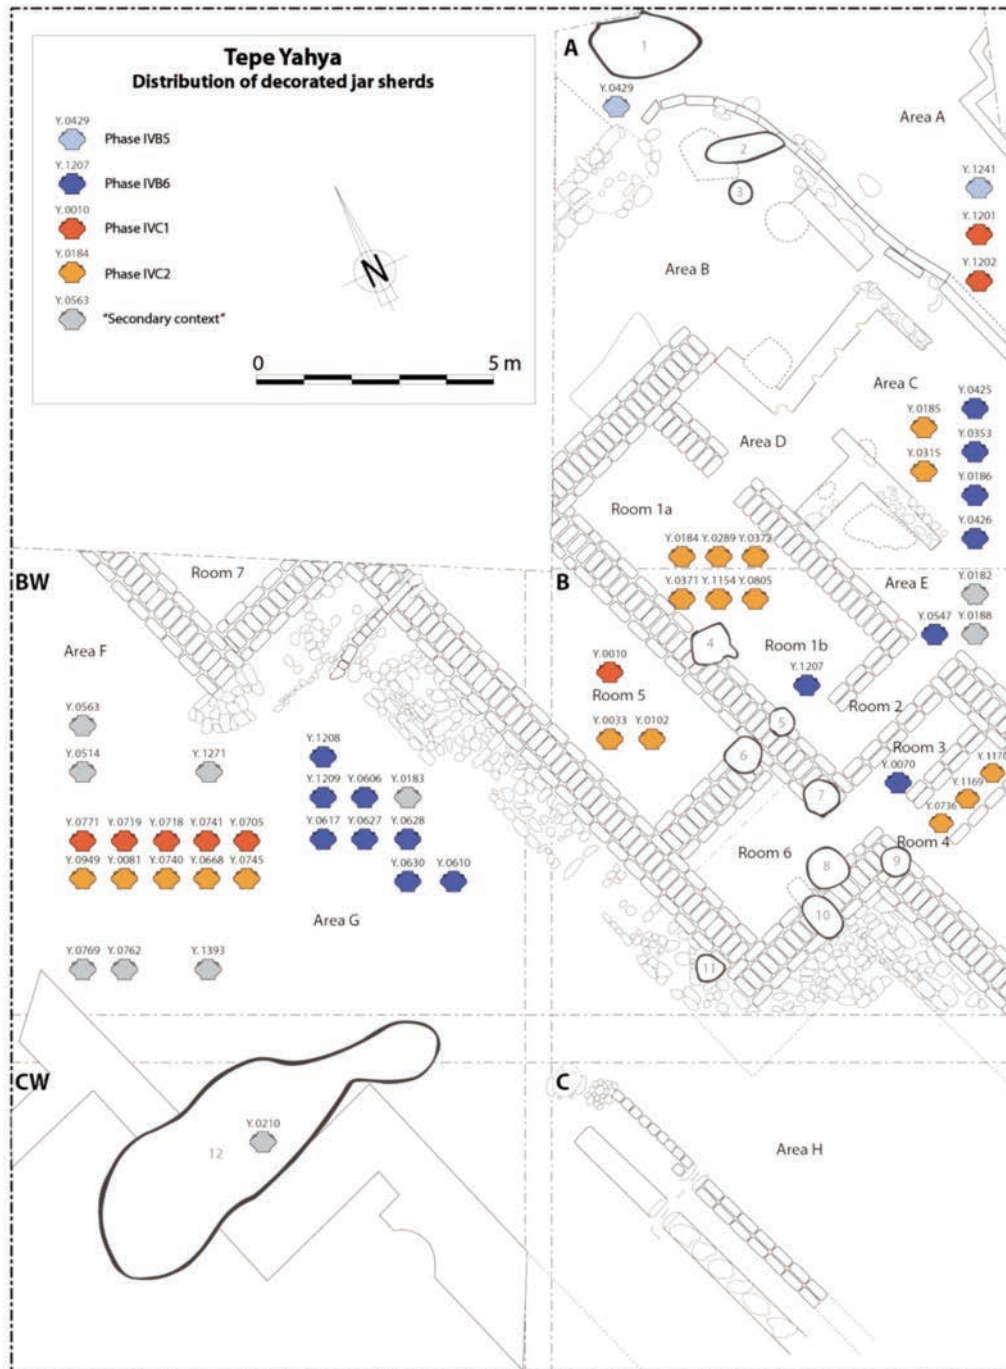 Tepe Yahya
Distribution of decorated jar sherds
Y.0429
Phase IVB5
Y.1207
Phase IVB6
Y.0010
Phase IVC1
Y.0184
Phase IVC2
Y.0563
"Secondary context"
N
0 5 m
A
1
Y.0429
Area A
2
3
Y.1241
Y.1201
Y.1202
Area B
Area C
Y.0425
Y.0185
Y.0353
Y.0315
Area D
Y.0186
Y.0426
Room 1a
Y.0184 Y.0289 Y.0372
BW
Room 7
B
Area E
Y.0371 Y.1154 Y.0805
Y.0182
Y.0547 Y.0188
4
Room 1b
Area F
Y.0010
Y.1207
Room 5
Room 2
Y.0563
Y.0033 Y.0102
5
6
Room 3
Y.0514 Y.1271
Y.1208
Y.0070
Y.1170
Y.1169
Y.0736
Y.1209 Y.0606 Y.0183
7
Y.0771 Y.0719 Y.0718 Y.0741 Y.0705
Y.0617 Y.0627 Y.0628
Room 4
Room 6
8
9
Y.0949 Y.0081 Y.0740 Y.0668 Y.0745
Y.0630 Y.0610
10
Area G
Y.0769 Y.0762 Y.1393
11
CW
C
Y.0210
12
Area H